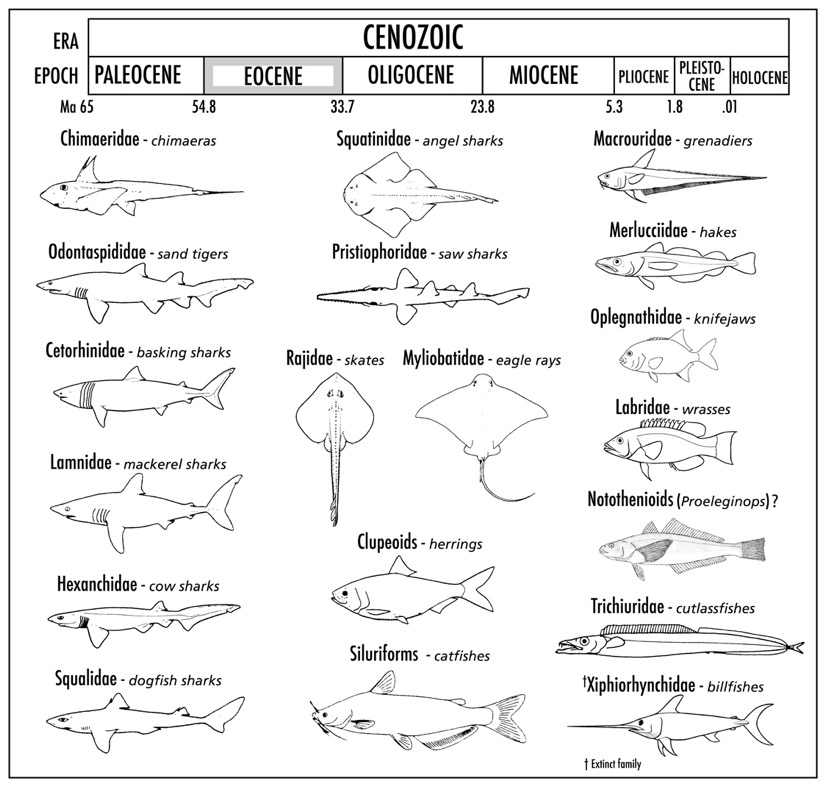 ERA CENOZOIC
EPOCH PALEOCENE EOCENE OLIGOCENE MIOCENE PLIOCENE PLEISTO-
CENE HOLOCENE
Ma 65 54.8 33.7 23.8 5.3 1.8 .01
Chimaeridae - chimaeras
Odontaspididae - sand tigers
Cetorhinidae - basking sharks
Lamnidae - mackerel sharks
Hexanchidae - cow sharks
Squalidae - dogfish sharks
Squatinidae - angel sharks
Pristiophoridae - saw sharks
Rajidae - skates
Myliobatidae - eagle rays
Clupeoids - herrings
Siluriforms - catfishes
Macrouridae - grenadiers
Merlucciidae - hakes
Oplegnathidae - knifejaws
Labridae - wrasses
Notothenioids (Proeleginops)?
Trichiuridae - cutlassfishes
†Xiphiorhynchidae - billfishes
† Extinct family